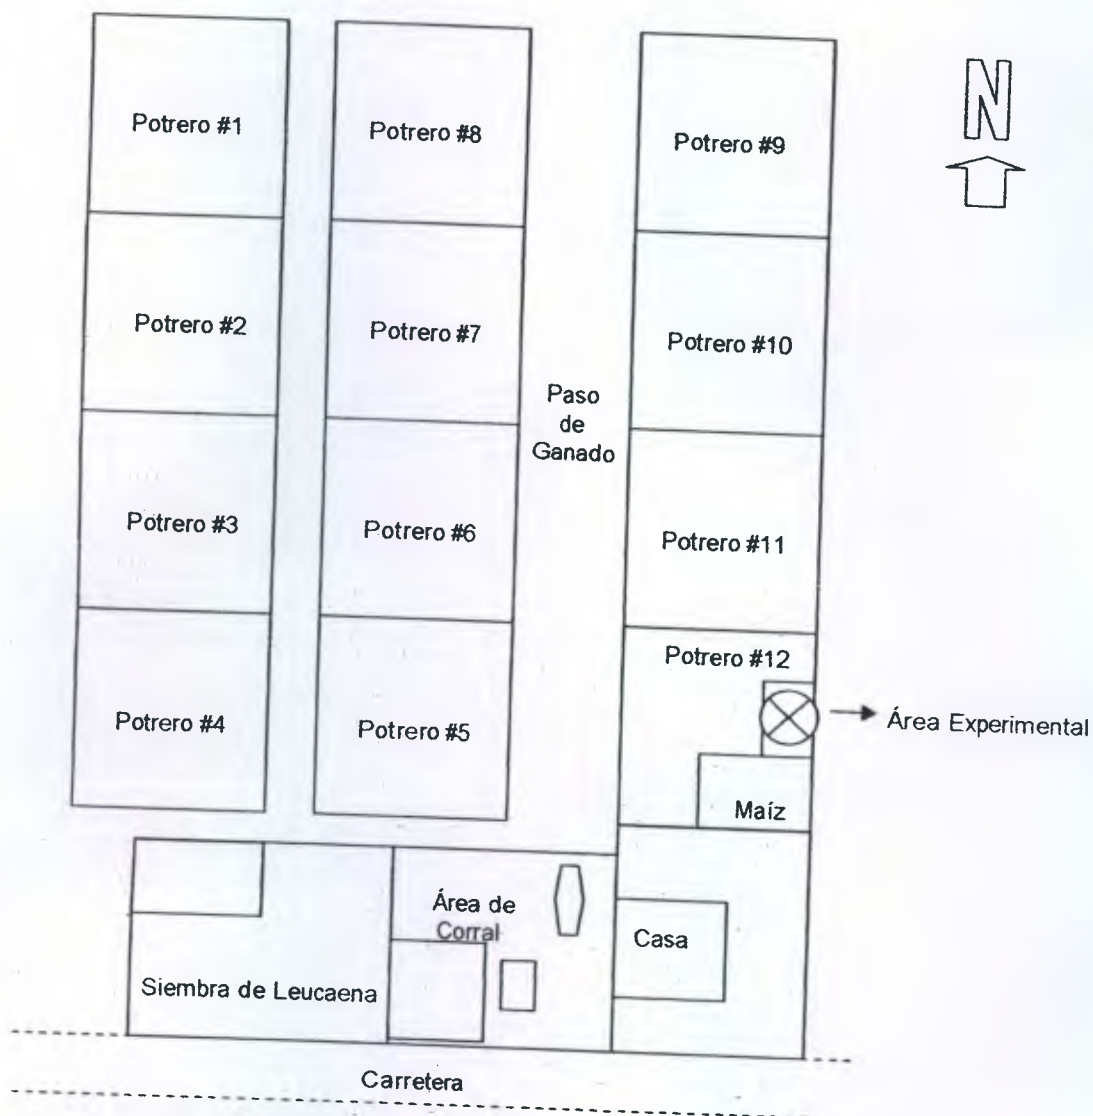 Potrero #1
Potrero #8
Potrero #9
N
Potrero #2
Potrero #7
Potrero #10
Paso
de
Ganado
Potrero #3
Potrero #6
Potrero #11
Potrero #12
Potrero #4
Potrero #5
Área Experimental
Maíz
Área de
Corral
Casa
Siembra de Leucaena
Carretera